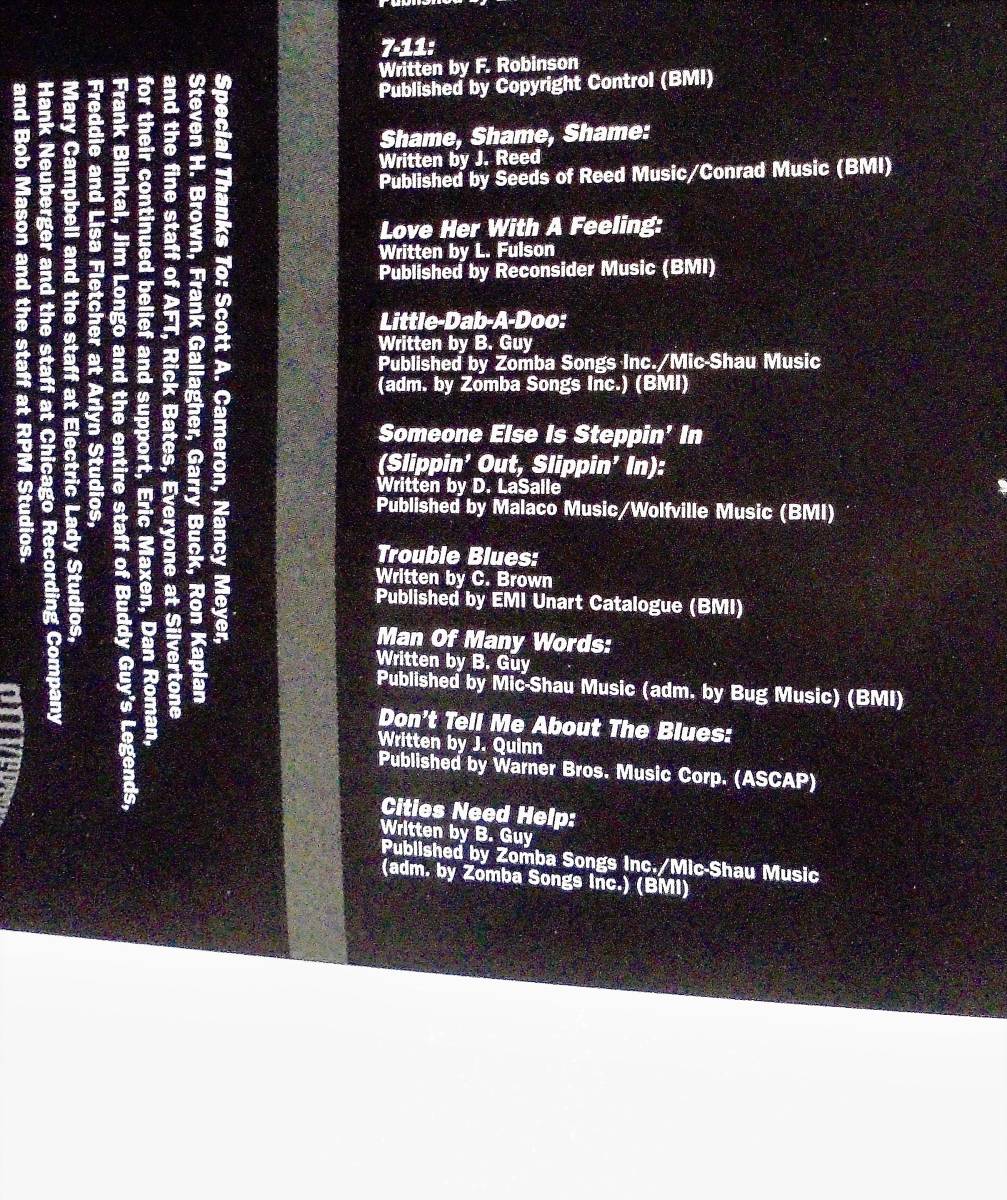 Published by
7-11:
Written by F. Robinson
Published by Copyright Control (BMI)
Shame, Shame, Shame:
Written by J. Reed
Published by Seeds of Reed Music/Conrad Music (BMI)
Love Her With A Feeling:
Written by L. Fulson
Published by Reconsider Music (BMI)
Little-Dab-A-Doo:
Written by B. Guy
Published by Zomba Songs Inc./Mic-Shau Music
(adm. by Zomba Songs Inc.) (BMI)
Someone Else Is Steppin' In
(Slippin' Out, Slippin' In):
Written by D. LaSalle
Published by Malaco Music/Wolfville Music (BMI)
Trouble Blues:
Written by C. Brown
Published by EMI Unart Catalogue (BMI)
Man Of Many Words:
Written by B. Guy
Published by Mic-Shau Music (adm. by Bug Music) (BMI)
Don't Tell Me About The Blues:
Written by J. Quinn
Published by Warner Bros. Music Corp. (ASCAP)
Cities Need Help:
Written by B. Guy
Published by Zomba Songs Inc./Mic-Shau Music
(adm. by Zomba Songs Inc.) (BMI)
Special Thanks To: Scott A. Cameron, Nancy Meyer,
Steven H. Brown, Frank Gallagher, Garry Buck, Ron Kaplan
and the fine staff of AFT, Rick Bates, Everyone at Silvertone
for their continued belief and support, Eric Maxen, Dan Roman,
Frank Blinkal, Jim Longo and the entire staff of Buddy Guy's Legends,
Freddie and Lisa Fletcher at Arlyn Studios,
Mary Campbell and the staff at Electric Lady Studios,
Hank Neuberger and the staff at Chicago Recording Company
and Bob Mason and the staff at RPM Studios.